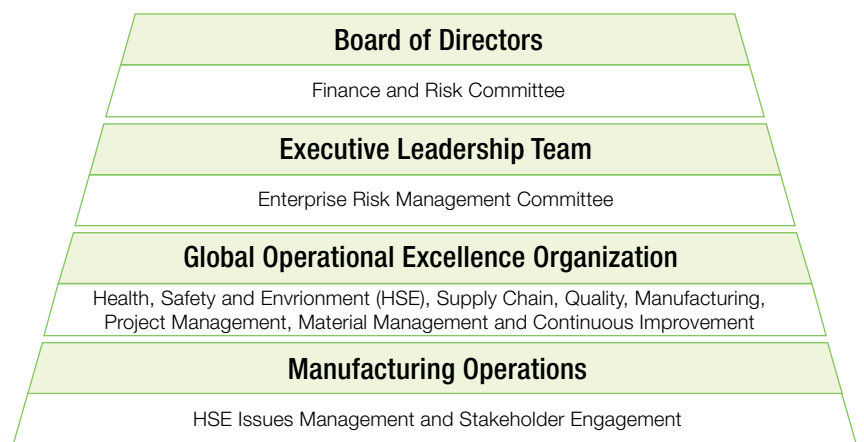 Board of Directors
Finance and Risk Committee
Executive Leadership Team
Enterprise Risk Management Committee
Global Operational Excellence Organization
Health, Safety and Envrionment (HSE), Supply Chain, Quality, Manufacturing,
Project Management, Material Management and Continuous Improvement
Manufacturing Operations
HSE Issues Management and Stakeholder Engagement